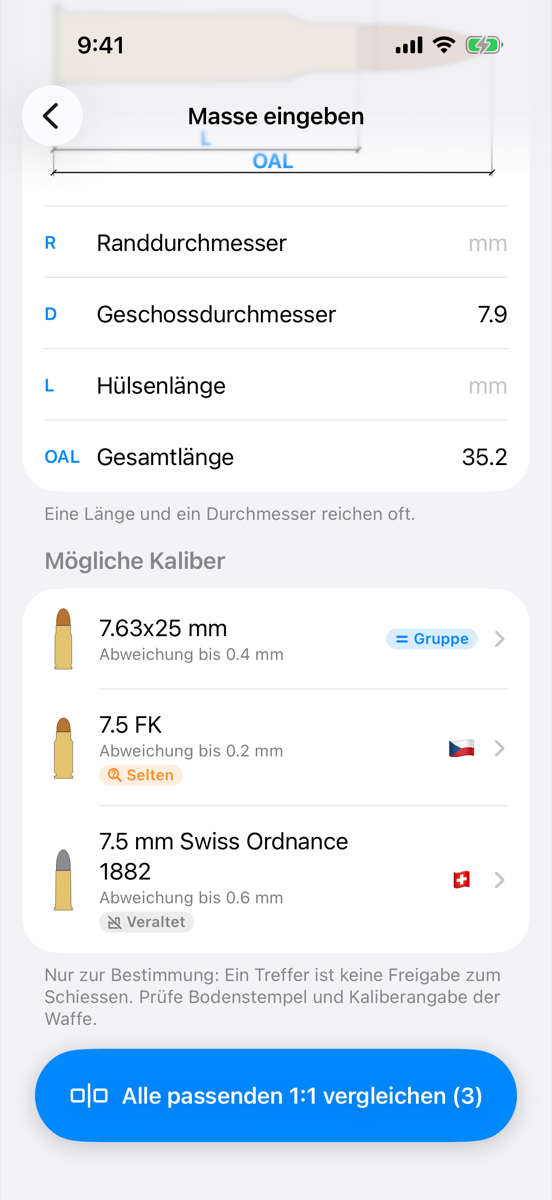 9:41
Masse eingeben
L
OAL
R Randdurchmesser mm
D Geschossdurchmesser 7.9
L Hülsenlänge mm
OAL Gesamtlänge 35.2
Eine Länge und ein Durchmesser reichen oft.
Mögliche Kaliber
7.63x25 mm
Abweichung bis 0.4 mm
= Gruppe
7.5 FK
Abweichung bis 0.2 mm
Selten
7.5 mm Swiss Ordnance
1882
Abweichung bis 0.6 mm
Veraltet
Nur zur Bestimmung: Ein Treffer ist keine Freigabe zum
Schiessen. Prüfe Bodenstempel und Kaliberangabe der
Waffe.
Alle passenden 1:1 vergleichen (3)